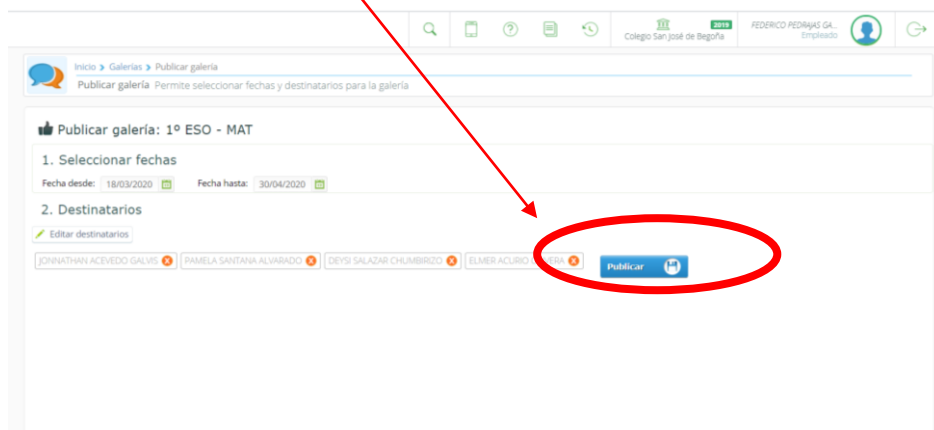 2019
Colegio San José de Begoña
FEDERICO PEDRAJAS GA...
Empleado
Inicio > Galerías > Publicar galería
Publicar galería Permite seleccionar fechas y destinatarios para la galería
Publicar galería: 1º ESO - MAT
1. Seleccionar fechas
Fecha desde: 18/03/2020 Fecha hasta: 30/04/2020
2. Destinatarios
Editar destinatarios
JONNATHAN ACEVEDO GALVIS PAMELA SANTANA ALVARADO DEYSI SALAZAR CHUMBIRIZO ELMER ACURIO
Publicar